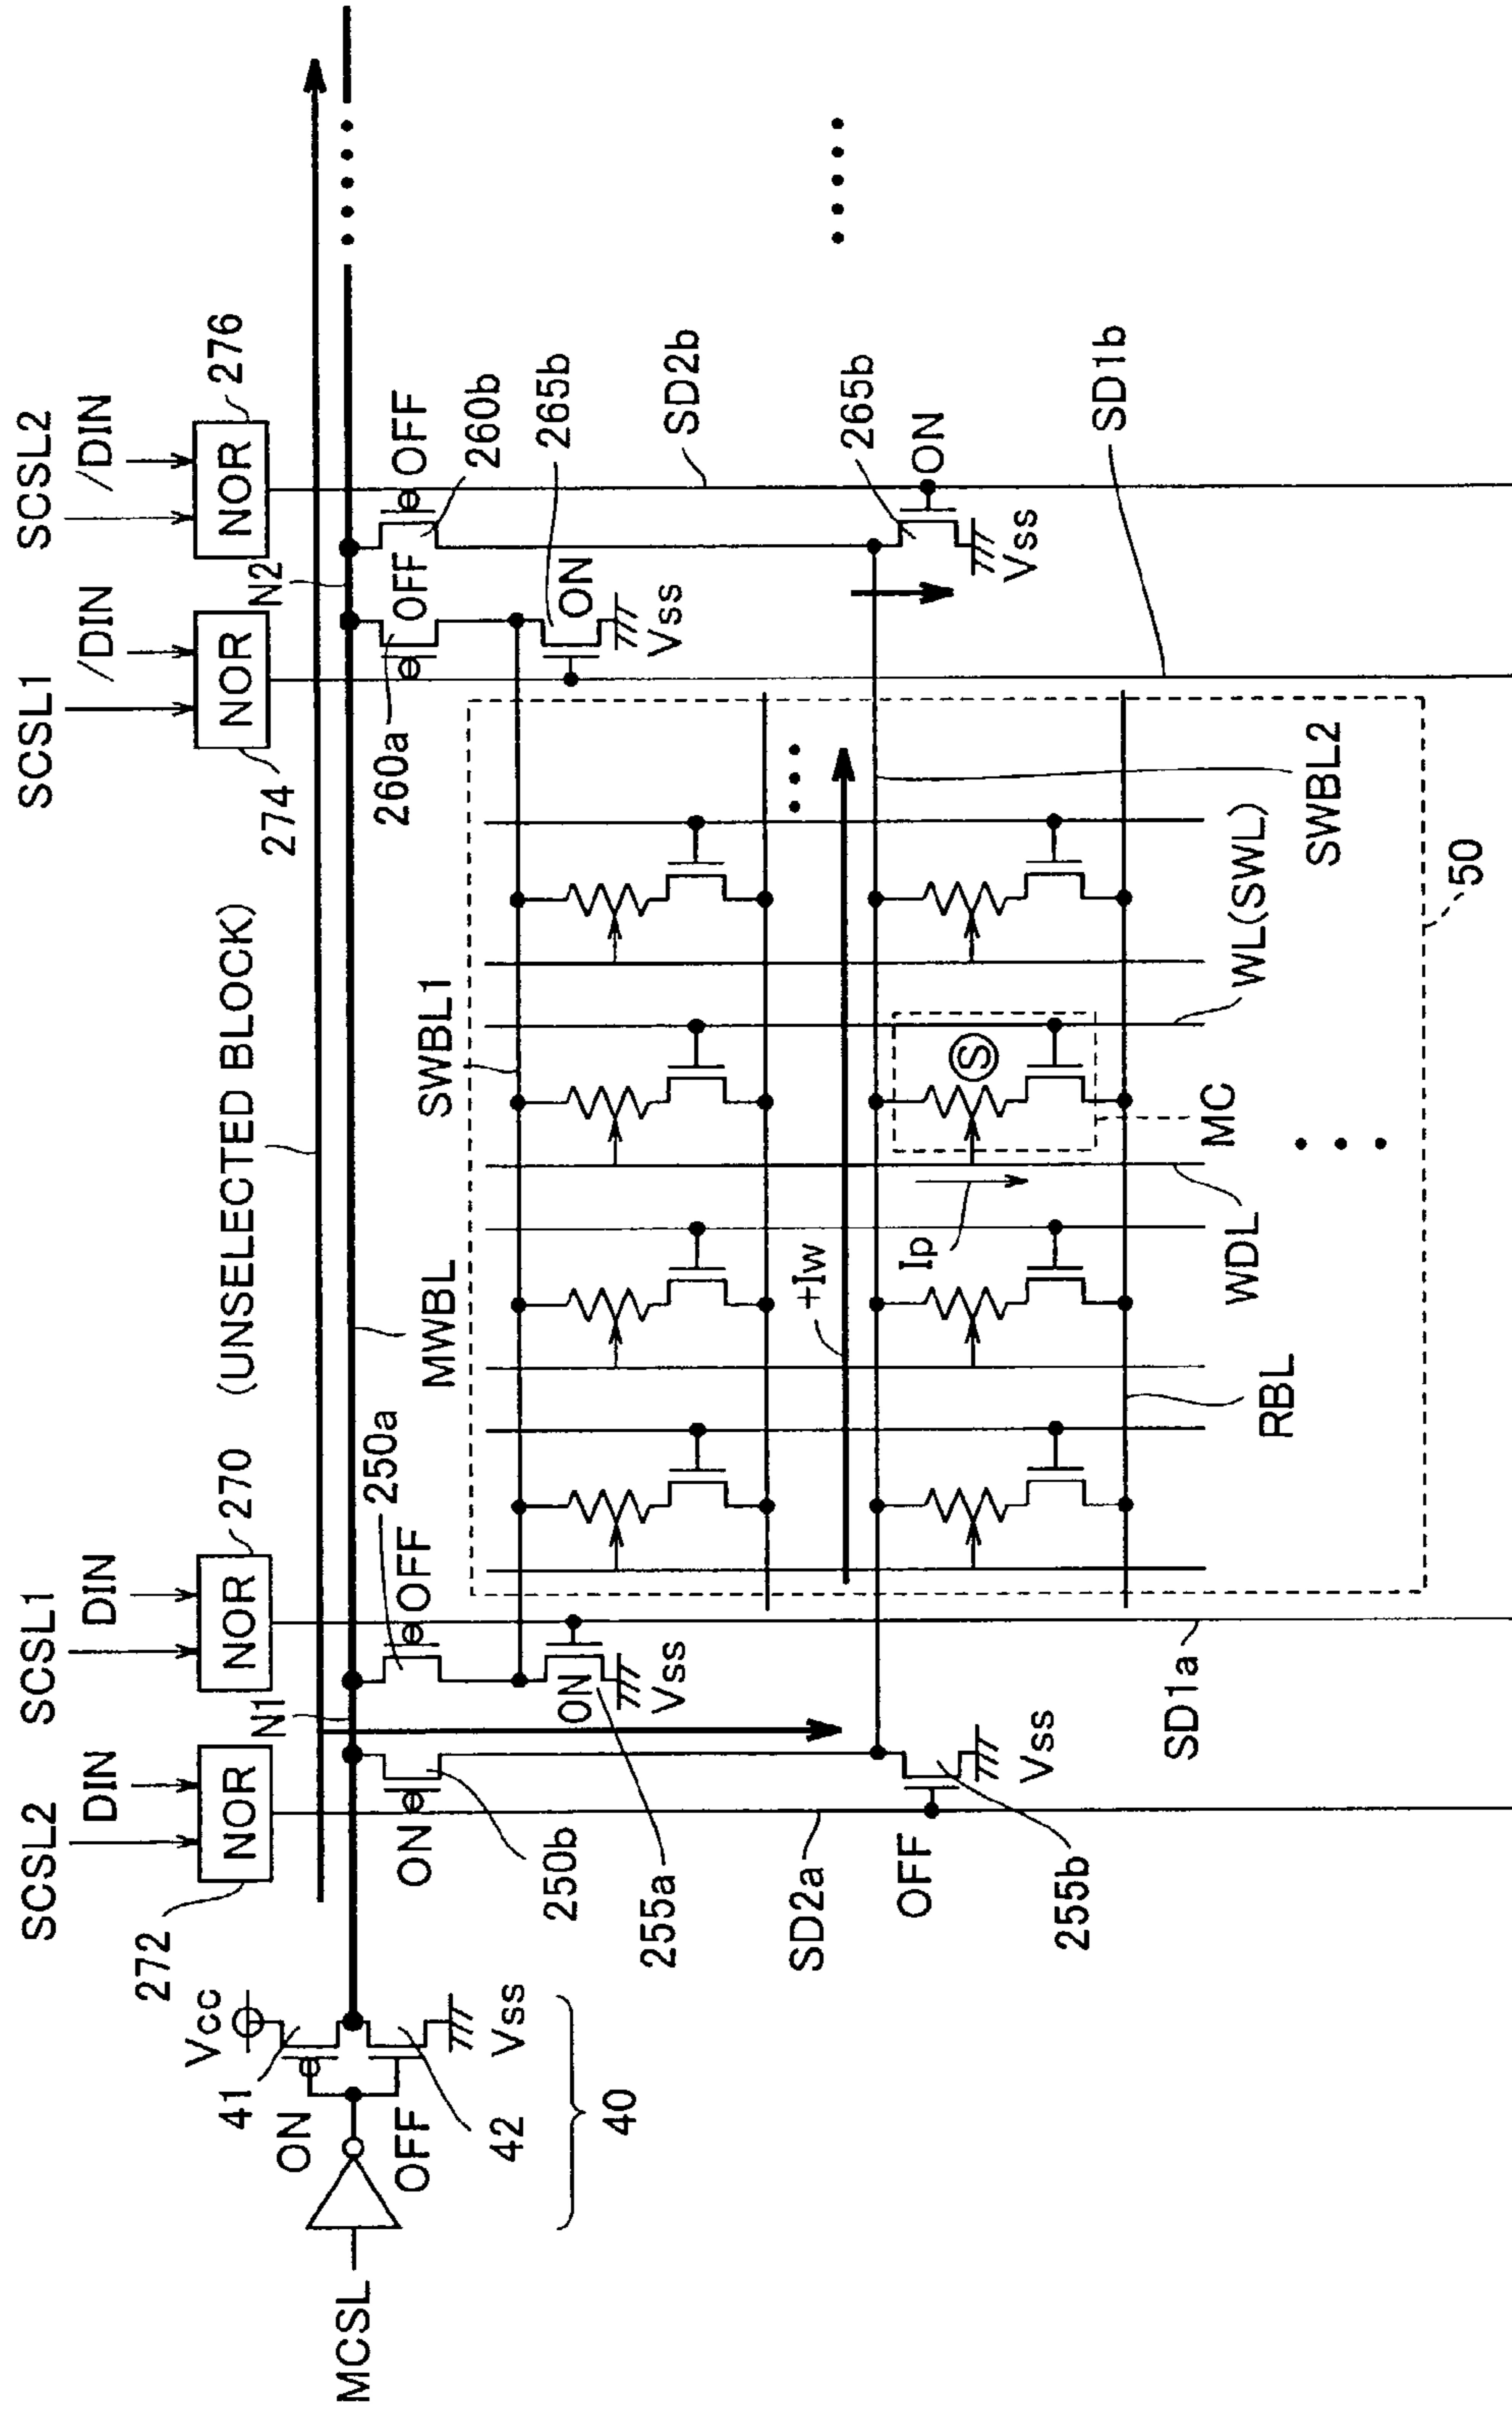 SCSL2
DIN
SCSL1
DIN
SCSL1
/DIN
SCSL2
/DIN
272
NOR
NOR
270
(UNSELECTED BLOCK)
274
NOR
NOR
276
N1
N2
MCSL
Vcc
41
ON
OFF
42
Vss
40
ON
250b
OFF
250a
MWBL
SWBL1
260a
OFF
OFF
260b
255a
ON
Vss
ON
265b
Vss
SD2b
SD2a
+Iw
OFF
255b
Vss
Ip
S
265b
ON
Vss
SD1a
RBL
WDL
MC
WL(SWL)
SWBL2
SD1b
50